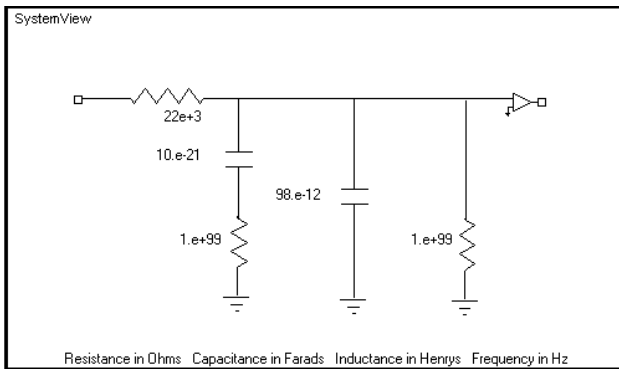 SystemView
22e+3
10.e-21
98.e-12
1.e+99
1.e+99
Resistance in Ohms Capacitance in Farads Inductance in Henrys Frequency in Hz